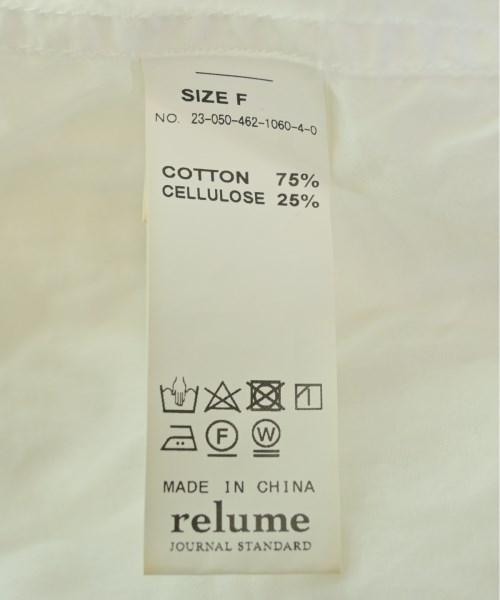 SIZE F
NO. 23-050-462-1060-4-0
COTTON 75%
CELLULOSE 25%
F W
MADE IN CHINA
relume
JOURNAL STANDARD